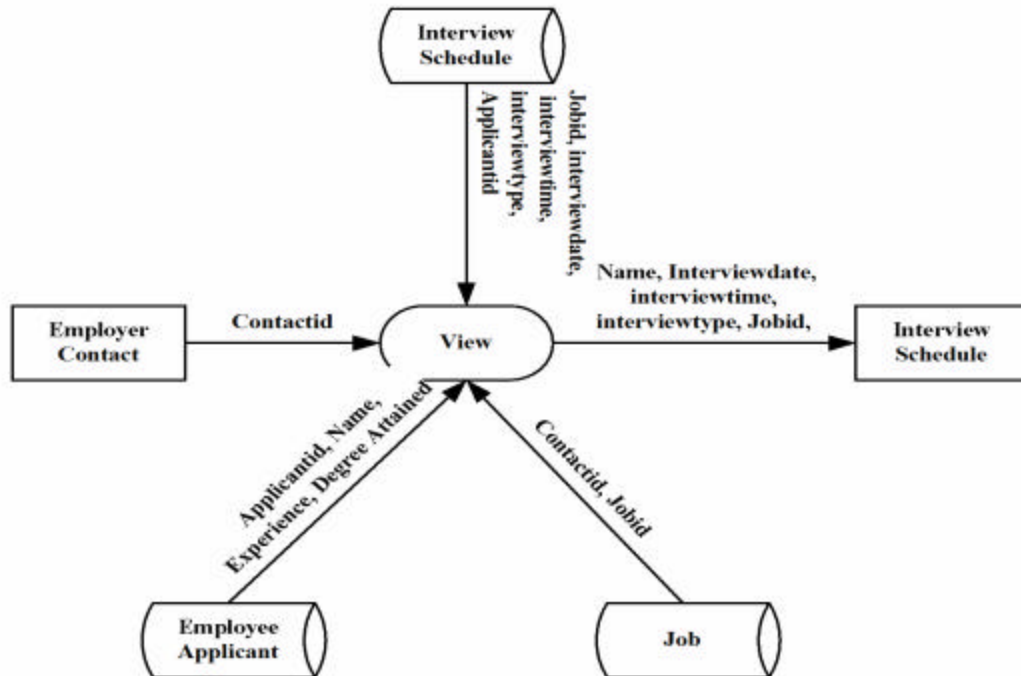 Interview
Schedule
Jobid, interviewdate,
interviewtime,
interviewtype,
Applicantid
Name, Interviewdate,
interviewtime,
interviewtype, Jobid,
Employer
Contact
Contactid
View
Interview
Schedule
Applicantid, Name,
Experience, Degree Attained
Contactid, Jobid
Employee
Applicant
Job